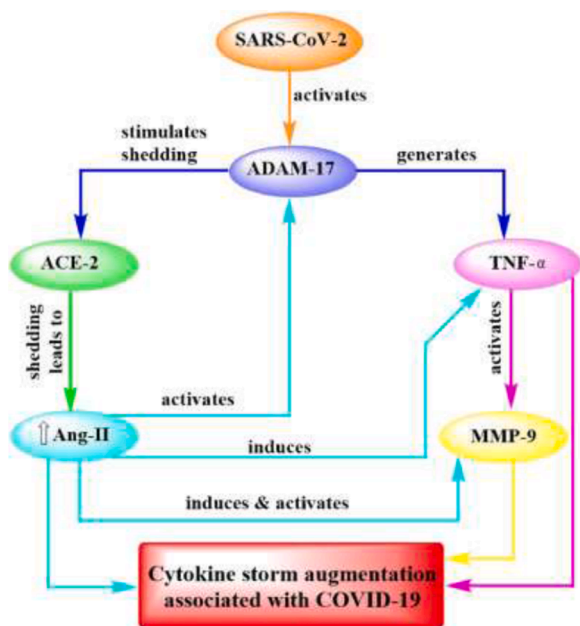 SARS-CoV-2
activates
stimulates
shedding
ADAM-17
generates
ACE-2
TNF-α
shedding
leads to
activates
activates
⇧Ang-II
MMP-9
induces
induces & activates
Cytokine storm augmentation
associated with COVID-19